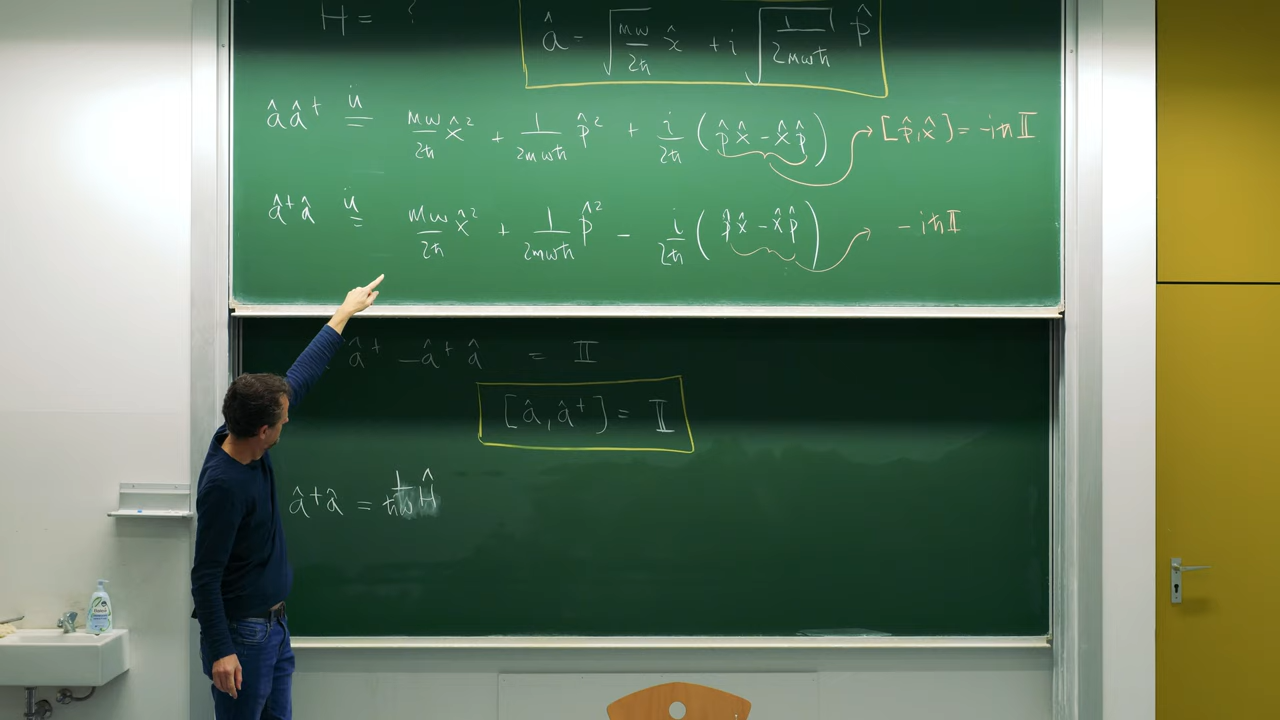 H = ?
â = √(mω/2ħ) x̂ + i √(1/2mωħ) p̂
â â† ü= mω/2ħ x̂² + 1/2mωħ p̂² + i/2ħ ( p̂x̂ – x̂p̂ ) → [p̂,x̂] = -iħ𝕀
â†â ü= mω/2ħ x̂² + 1/2mωħ p̂² – i/2ħ ( p̂x̂ – x̂p̂ ) → -iħ𝕀
â† – â† â = 𝕀
[â, â†] = 𝕀
â†â = 1/ħω Ĥ